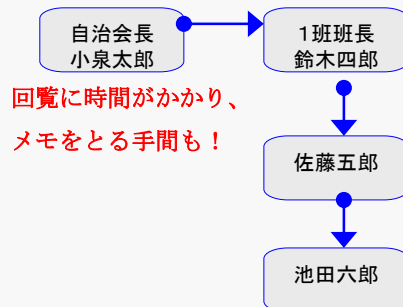 自治会長
小泉太郎
1班班長
鈴木四郎
回覧に時間がかかり、
メモをとる手間も！
佐藤五郎
池田六郎